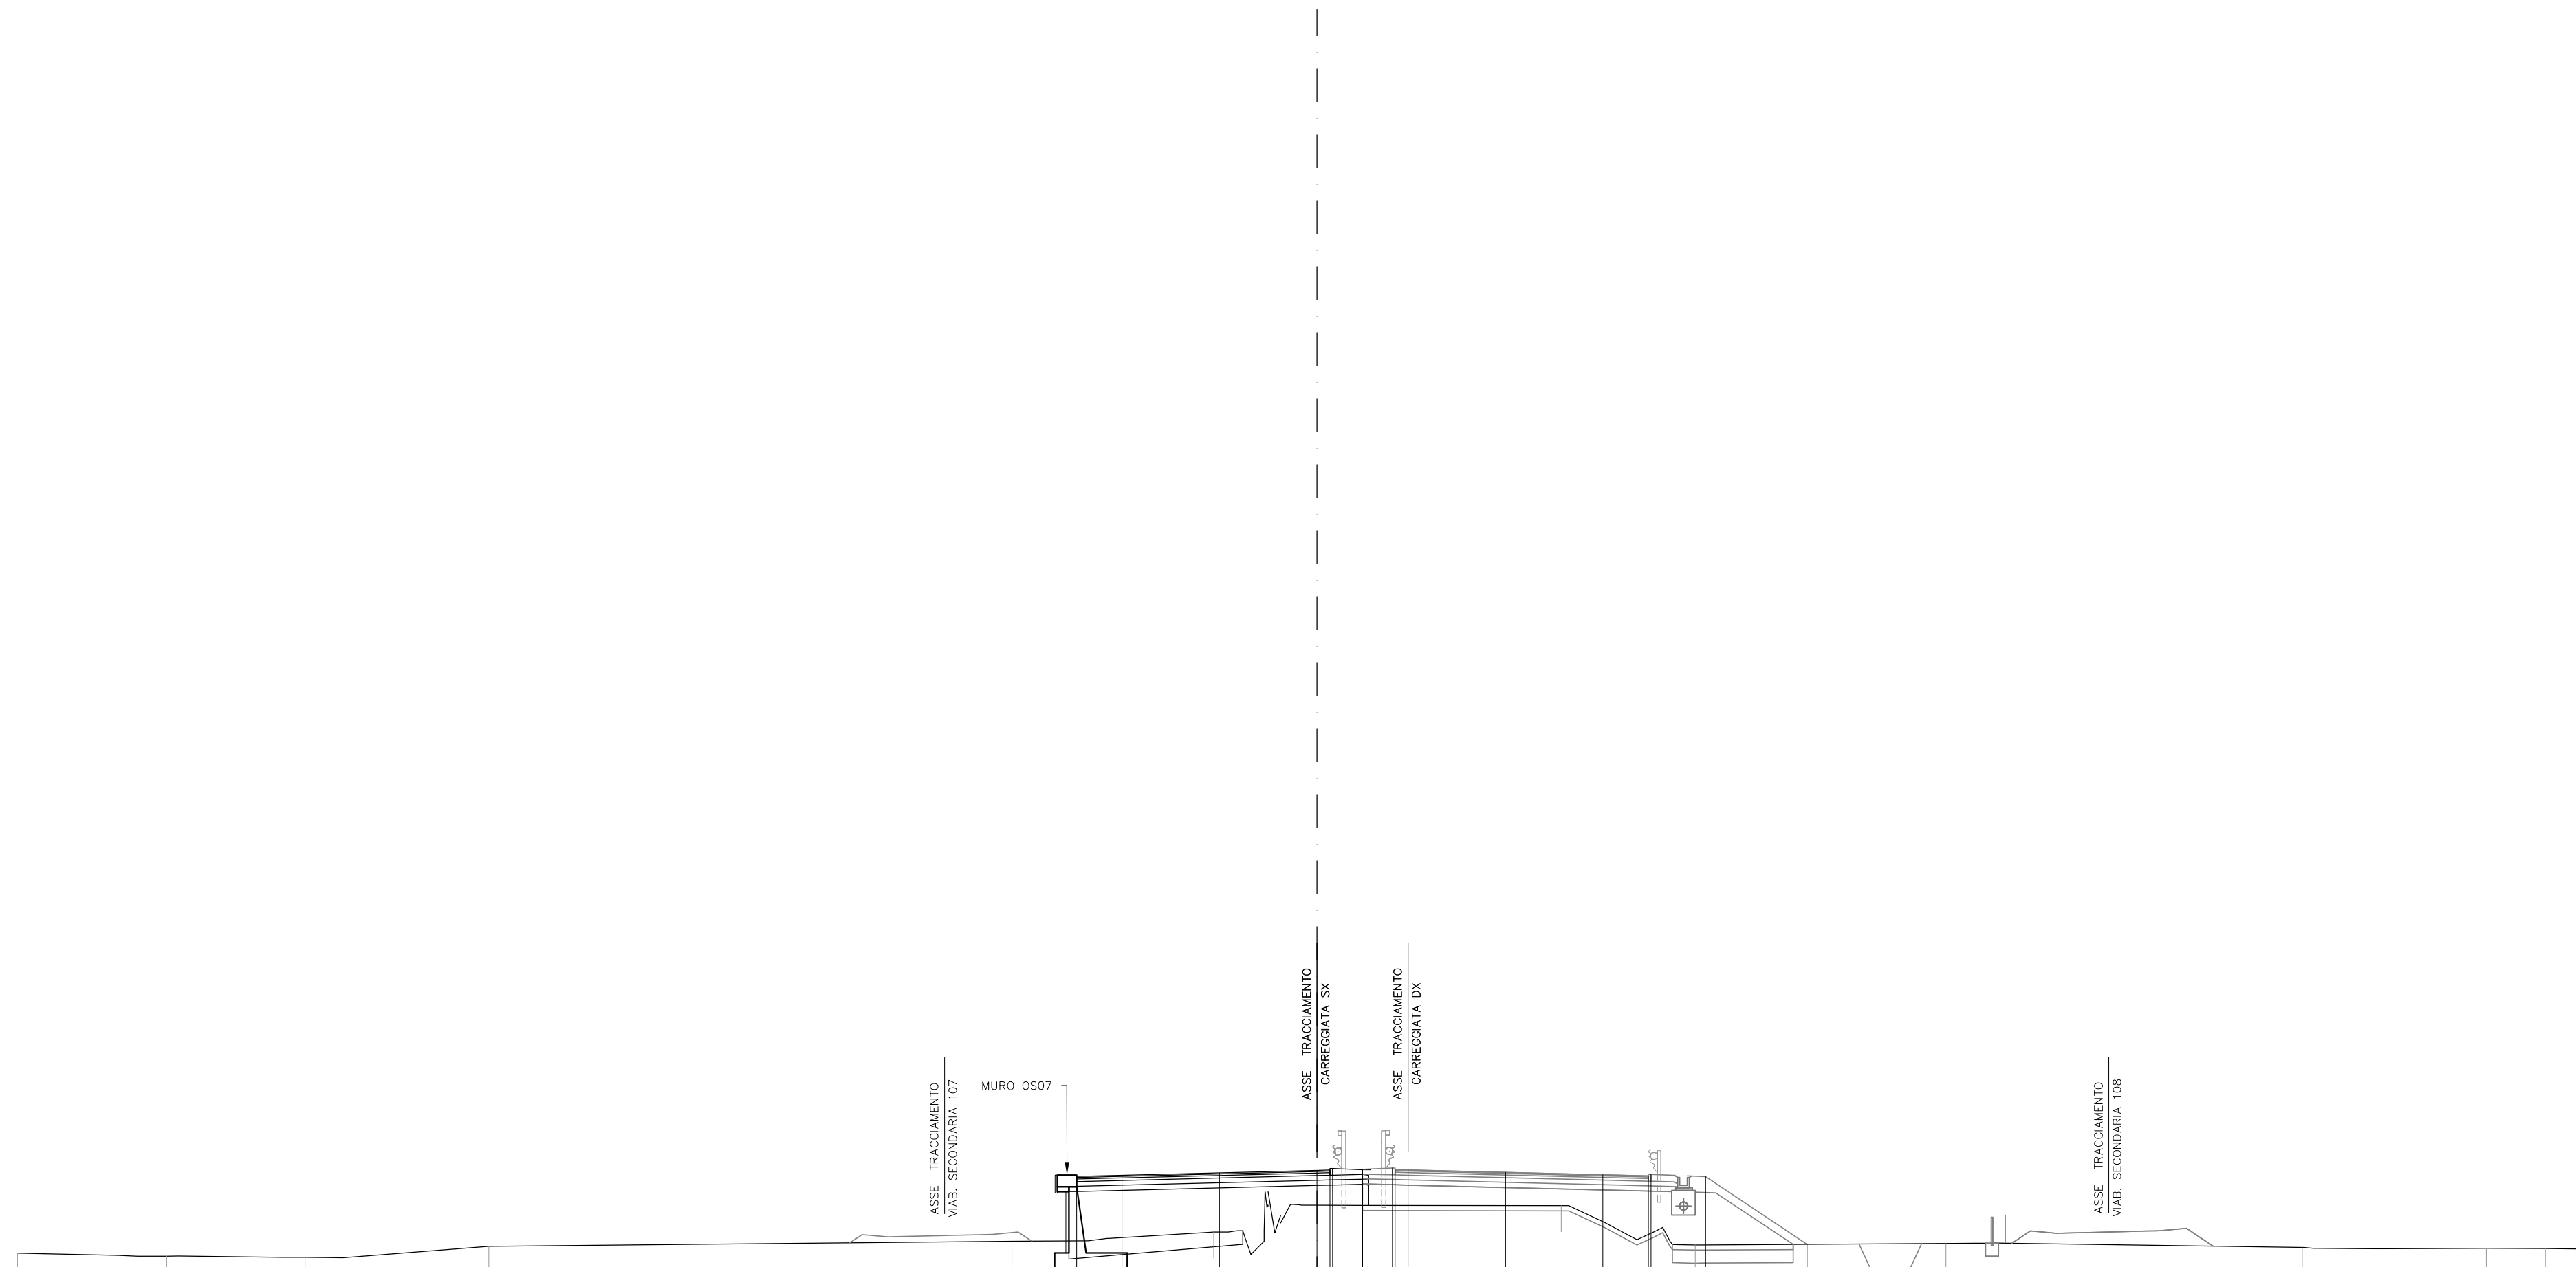 ASSE TRACCIAMENTO
VIAB. SECONDARIA 107
MURO OS07
ASSE TRACCIAMENTO
CARREGGIATA SX
ASSE TRACCIAMENTO
CARREGGIATA DX
ASSE TRACCIAMENTO
VIAB. SECONDARIA 108